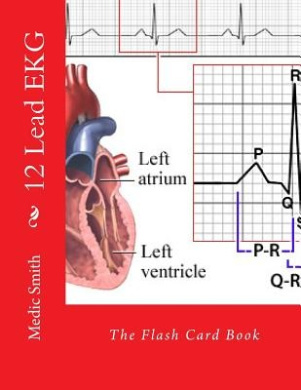 12 Lead EKG
Medic Smith
Left
atrium
Left
ventricle
R
P
Q
S
P-R
Q-R
The Flash Card Book